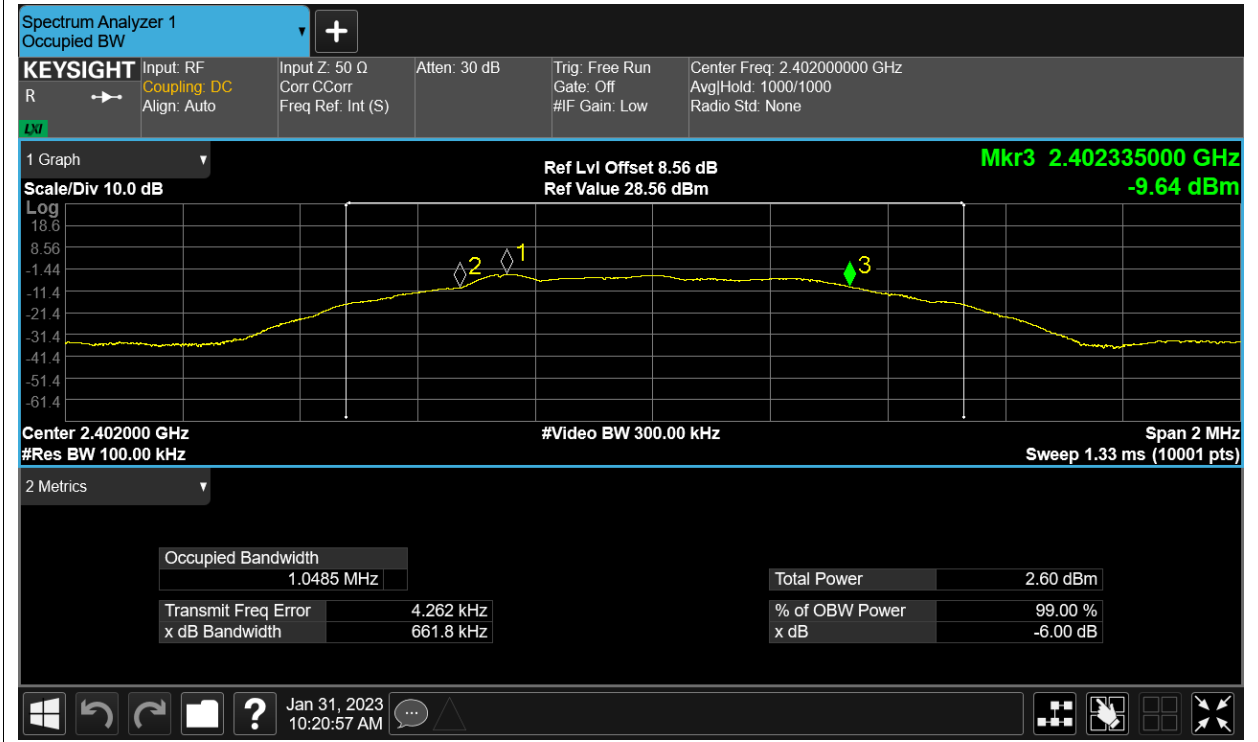 Spectrum Analyzer 1
Occupied BW
KEYSIGHT Input: RF Input Z: 50 Ω Atten: 30 dB Trig: Free Run Center Freq: 2.402000000 GHz
R Coupling: DC Corr CCorr Gate: Off Avg|Hold: 1000/1000
Align: Auto Freq Ref: Int (S) #IF Gain: Low Radio Std: None
LXI
1 Graph Ref Lvl Offset 8.56 dB Mkr3 2.402335000 GHz
Scale/Div 10.0 dB Ref Value 28.56 dBm -9.64 dBm
Log
18.6
8.56
-1.44
-11.4
-21.4
-31.4
-41.4
-51.4
-61.4
2 1 3
Center 2.402000 GHz #Video BW 300.00 kHz Span 2 MHz
#Res BW 100.00 kHz Sweep 1.33 ms (10001 pts)
2 Metrics
Occupied Bandwidth
1.0485 MHz Total Power 2.60 dBm
Transmit Freq Error 4.262 kHz % of OBW Power 99.00 %
x dB Bandwidth 661.8 kHz x dB -6.00 dB
? Jan 31, 2023
10:20:57 AM